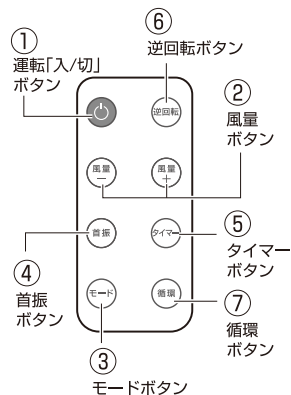 ①
運転「入/切」
ボタン
⑥
逆回転ボタン
②
風量
ボタン
逆回転
風量
−
風量
+
首振
タイマー
モード
循環
④
首振
ボタン
⑤
タイマー
ボタン
⑦
循環
ボタン
③
モードボタン